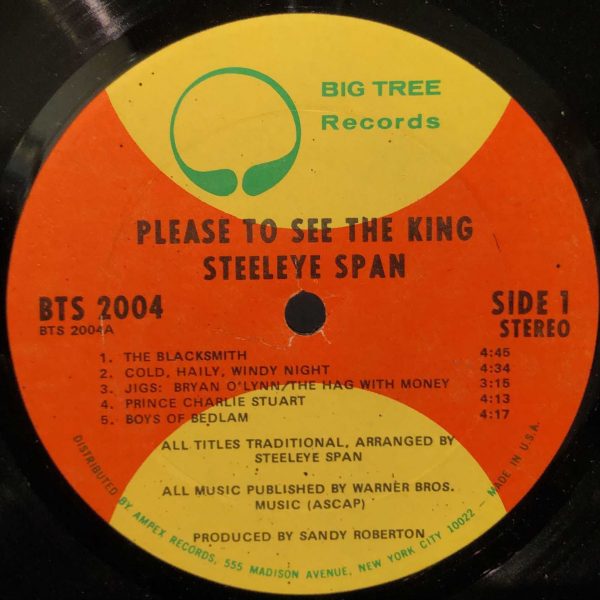 BIG TREE
Records
PLEASE TO SEE THE KING
STEELEYE SPAN
BTS 2004
BTS 2004A
SIDE 1
STEREO
1. THE BLACKSMITH 4:45
2. COLD, HAILY, WINDY NIGHT 4:34
3. JIGS: BRYAN O'LYNN/THE HAG WITH MONEY 3:15
4. PRINCE CHARLIE STUART 4:13
5. BOYS OF BEDLAM 4:17
ALL TITLES TRADITIONAL, ARRANGED BY
STEELEYE SPAN
ALL MUSIC PUBLISHED BY WARNER BROS.
MUSIC (ASCAP)
PRODUCED BY SANDY ROBERTON
DISTRIBUTED BY AMPEX RECORDS, 555 MADISON AVENUE, NEW YORK CITY 10022 – MADE IN U.S.A.